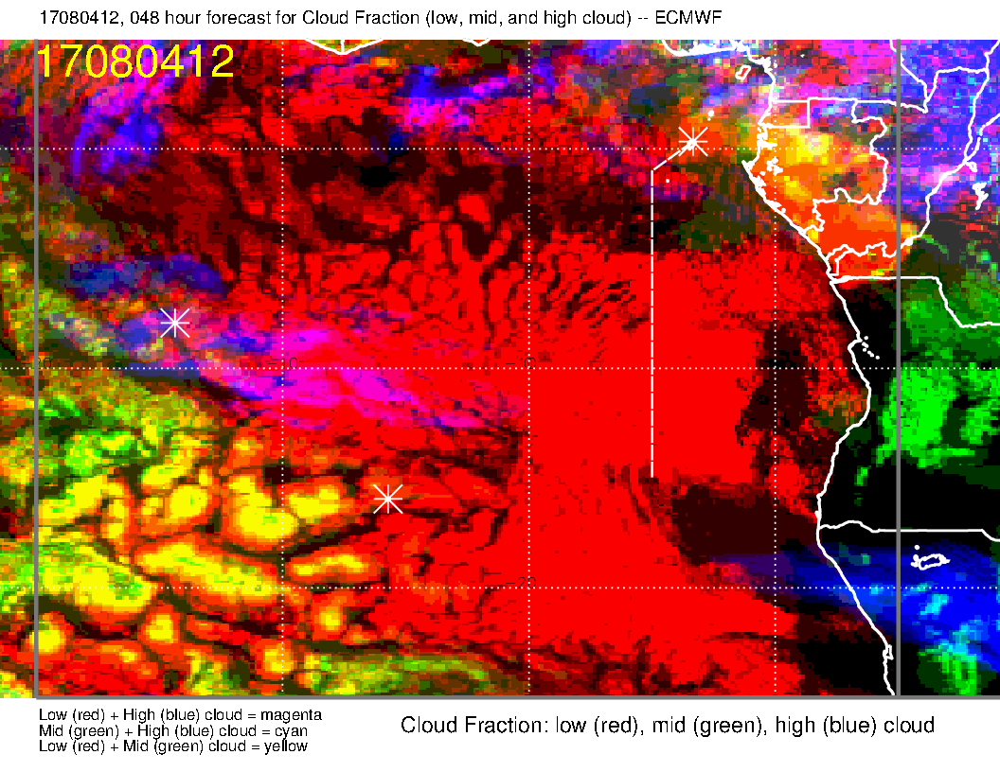 17080412, 048 hour forecast for Cloud Fraction (low, mid, and high cloud) -- ECMWF
17080412
Low (red) + High (blue) cloud = magenta
Mid (green) + High (blue) cloud = cyan
Low (red) + Mid (green) cloud = yellow
Cloud Fraction: low (red), mid (green), high (blue) cloud